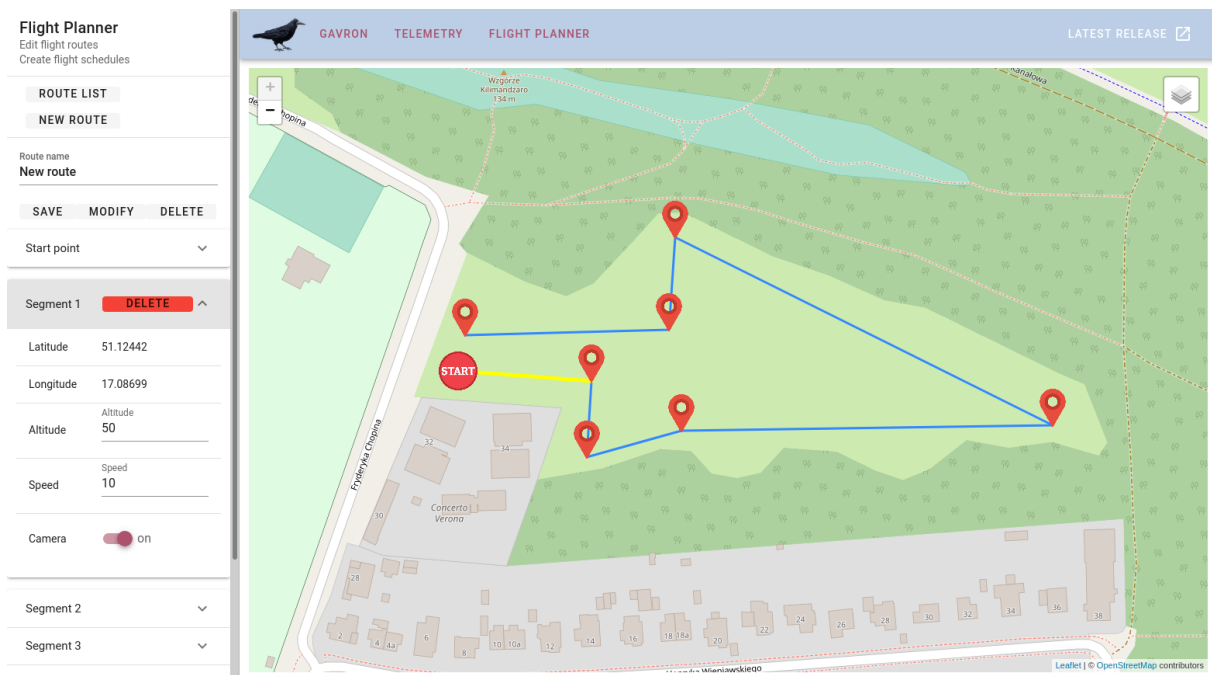 Flight Planner
Edit flight routes
Create flight schedules
ROUTE LIST
NEW ROUTE
Route name
New route
SAVE MODIFY DELETE
Start point
Segment 1 DELETE
Latitude 51.12442
Longitude 17.08699
Altitude
Altitude 50
Speed
Speed 10
Camera on
Segment 2
Segment 3
GAVRON TELEMETRY FLIGHT PLANNER
LATEST RELEASE
+
−
Wzgórze
Kilimandżaro
134 m
Kanałowa
Chopina
START
Fryderyka Chopina
32
34
30
Concerto
Verona
28
2
4
4a
6
8
10
10a
12
14
16
18
18a
20
22
24
26
28
30
32
34
36
38
Wieniawskiego
Leaflet | © OpenStreetMap contributors